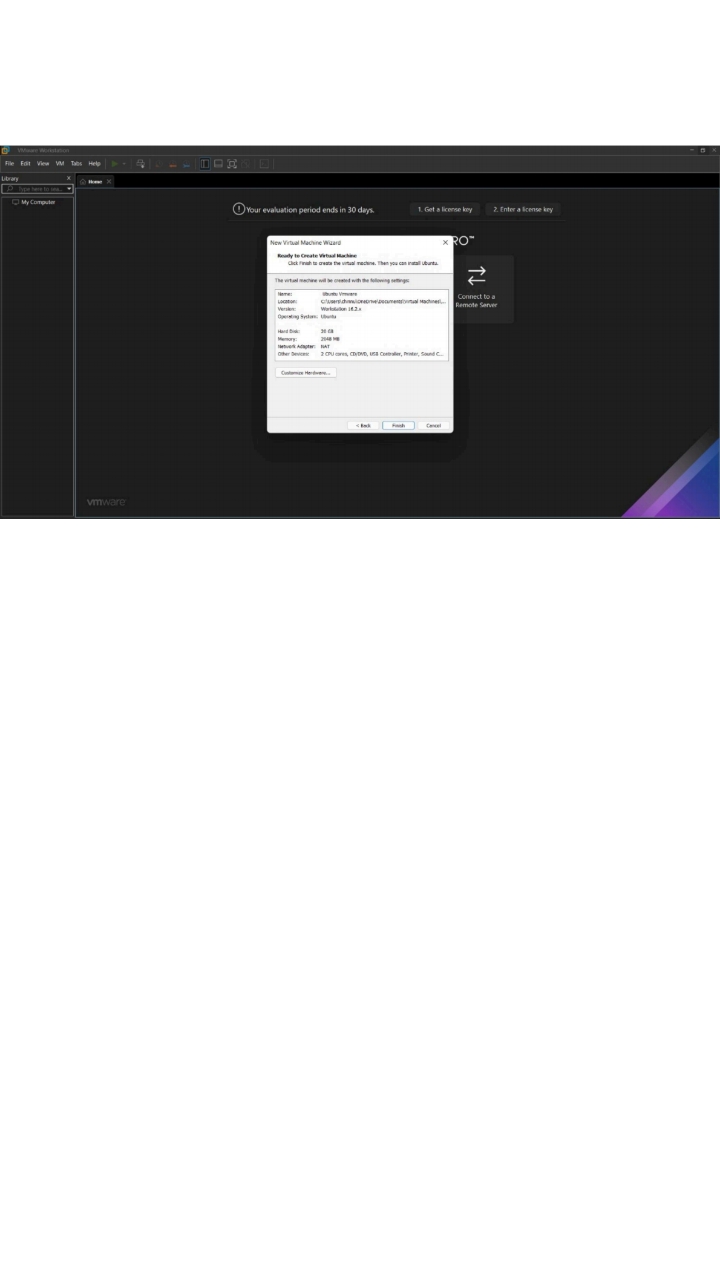 VMware Workstation
File Edit View VM Tabs Help
Library X
Home X
Type here to sea...
My Computer
Your evaluation period ends in 30 days. 1. Get a license key 2. Enter a license key
New Virtual Machine Wizard
RO™
Ready to Create Virtual Machine
Click Finish to create the virtual machine. Then you can install Ubuntu.
The virtual machine will be created with the following settings:
Name: Ubuntu Vmware
Location: C:\Users\ \OneDrive\Documents\Virtual Machines\...
Version: Workstation 16.2.x
Operating System: Ubuntu
Hard Disk: 20 GB
Memory: 2048 MB
Network Adapter: NAT
Other Devices: 2 CPU cores, CD/DVD, USB Controller, Printer, Sound C...
Customize Hardware...
< Back Finish Cancel
Connect to a
Remote Server
vmware